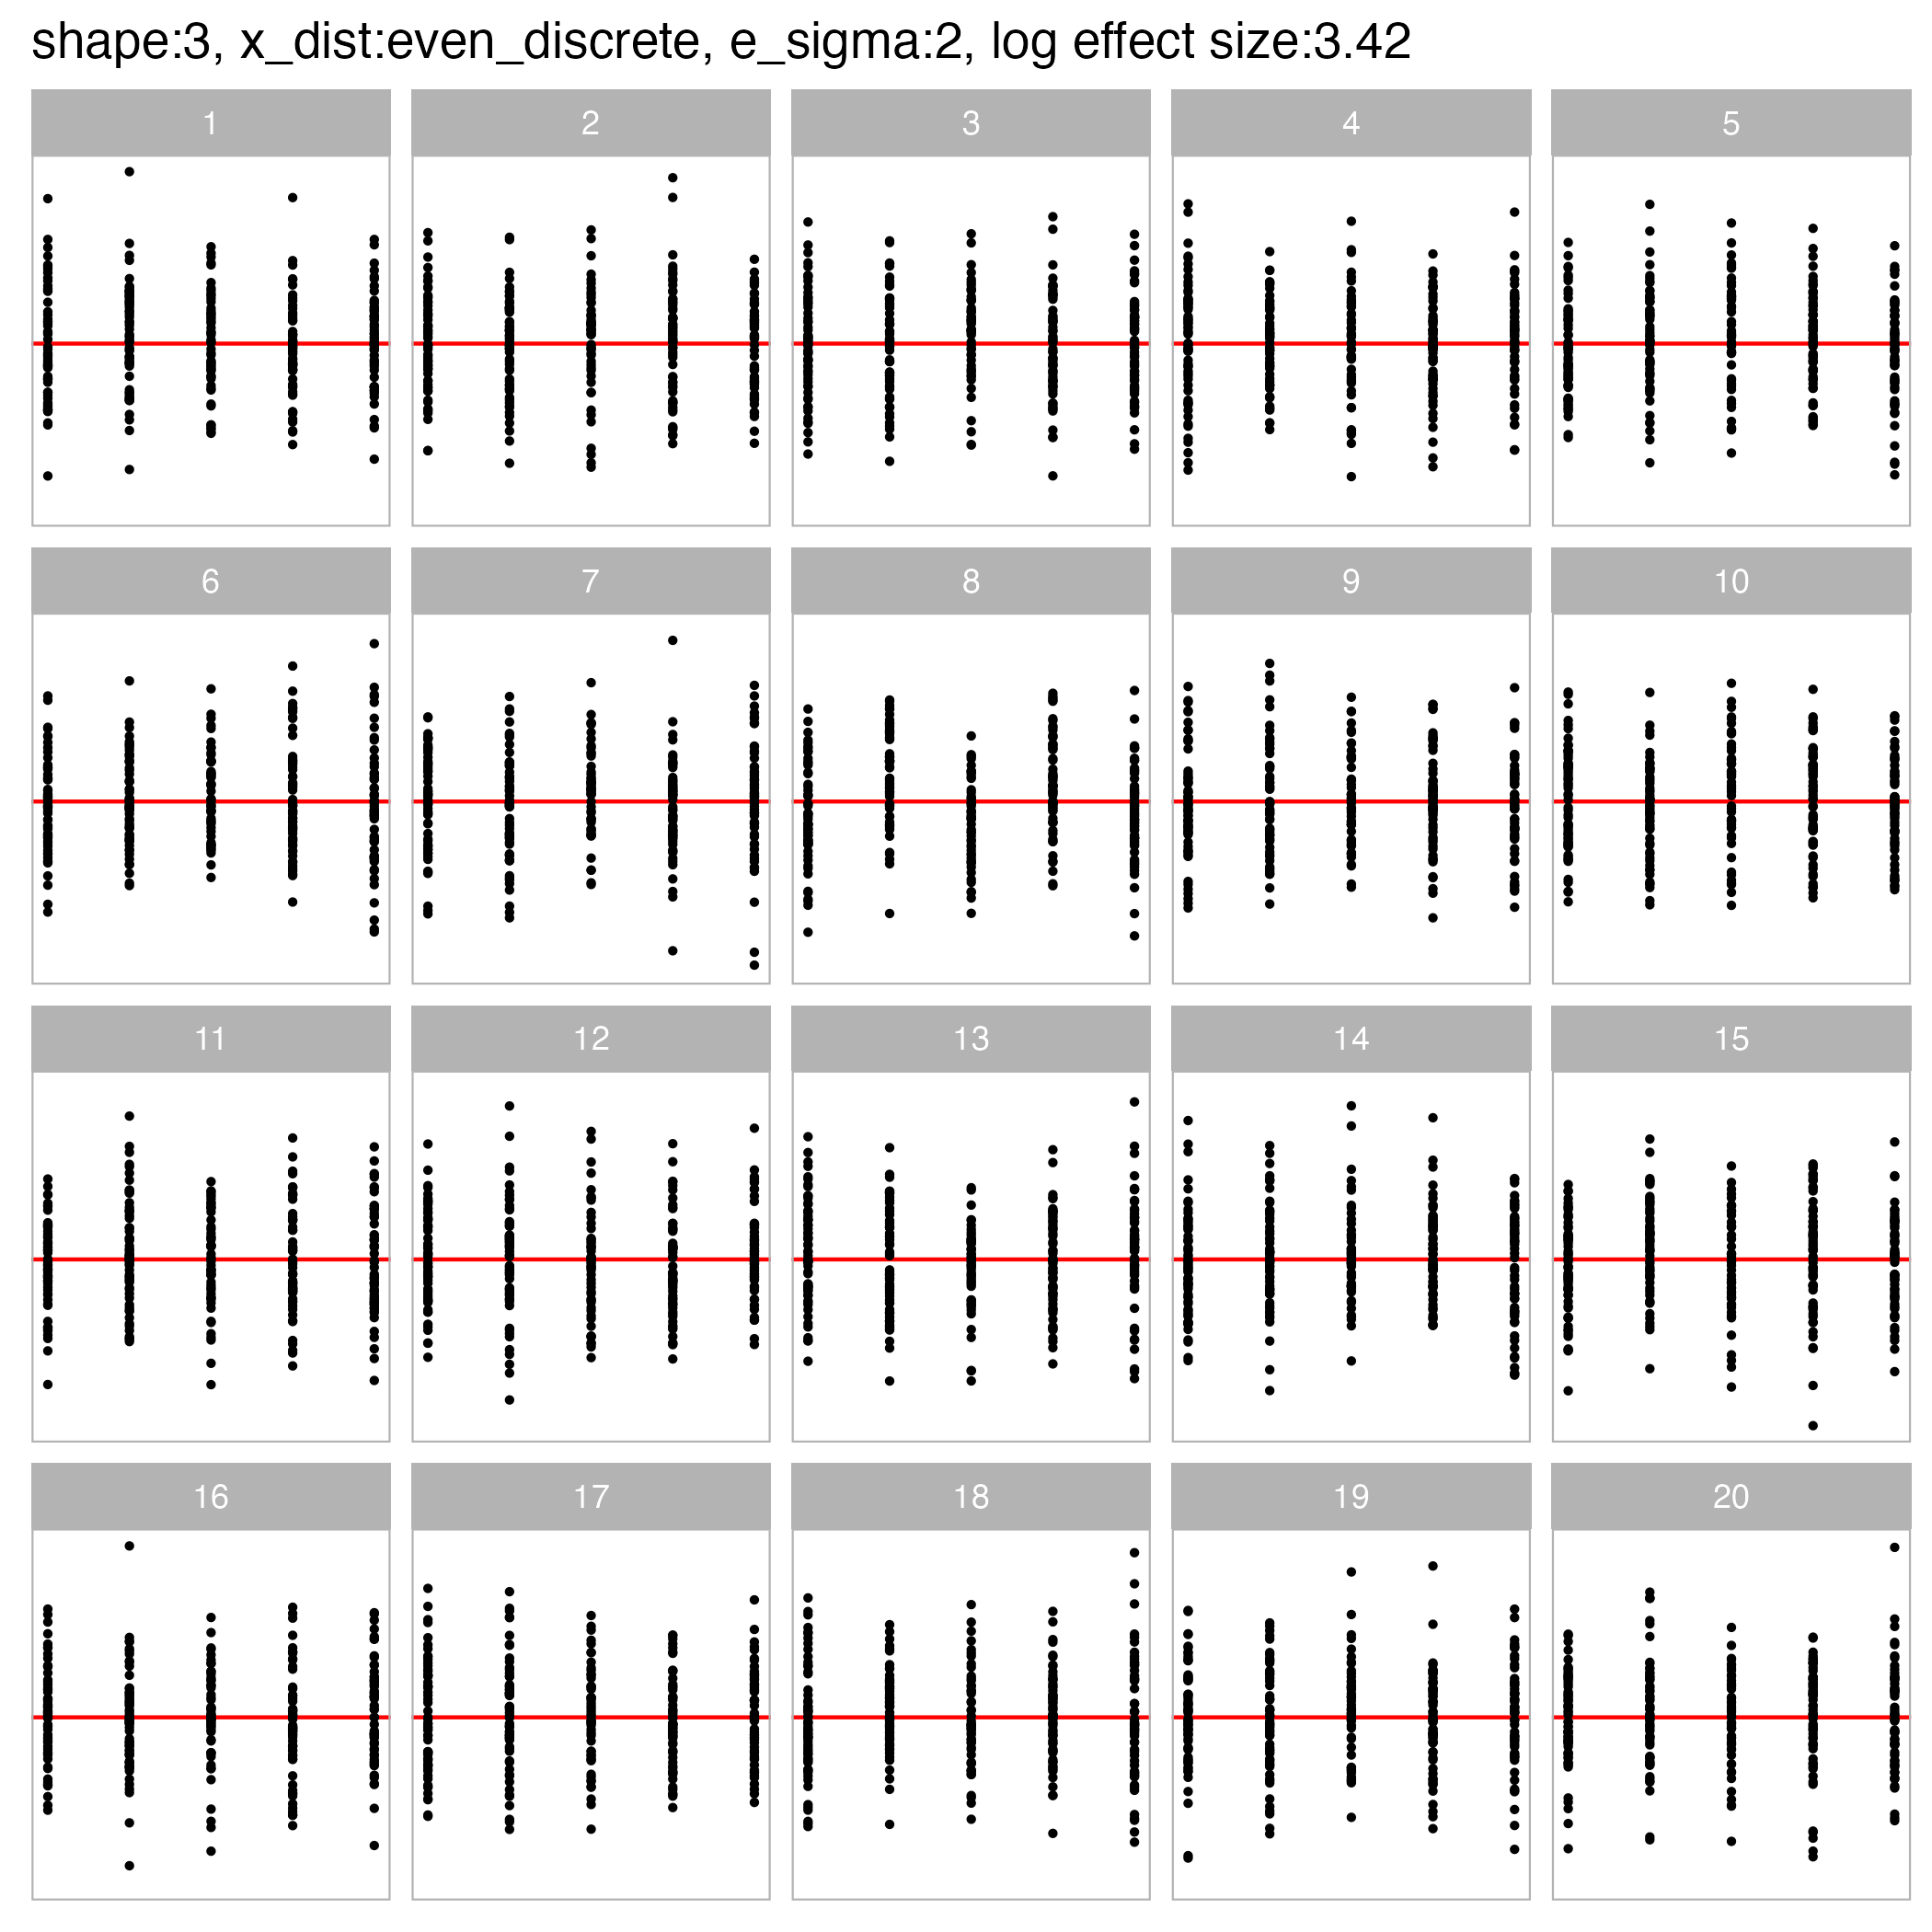 shape:3, x_dist:even_discrete, e_sigma:2, log effect size:3.42
1 2 3 4 5
6 7 8 9 10
11 12 13 14 15
16 17 18 19 20